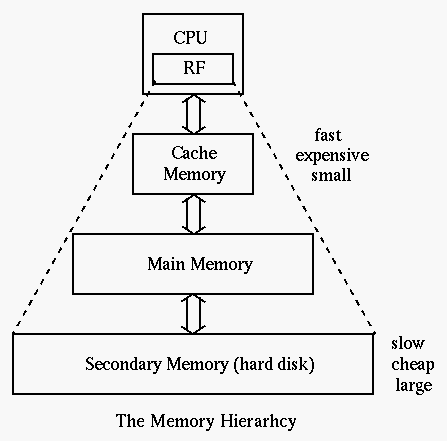 CPU
RF
Cache
Memory
fast
expensive
small
Main Memory
Secondary Memory (hard disk)
slow
cheap
large
The Memory Hierarhcy